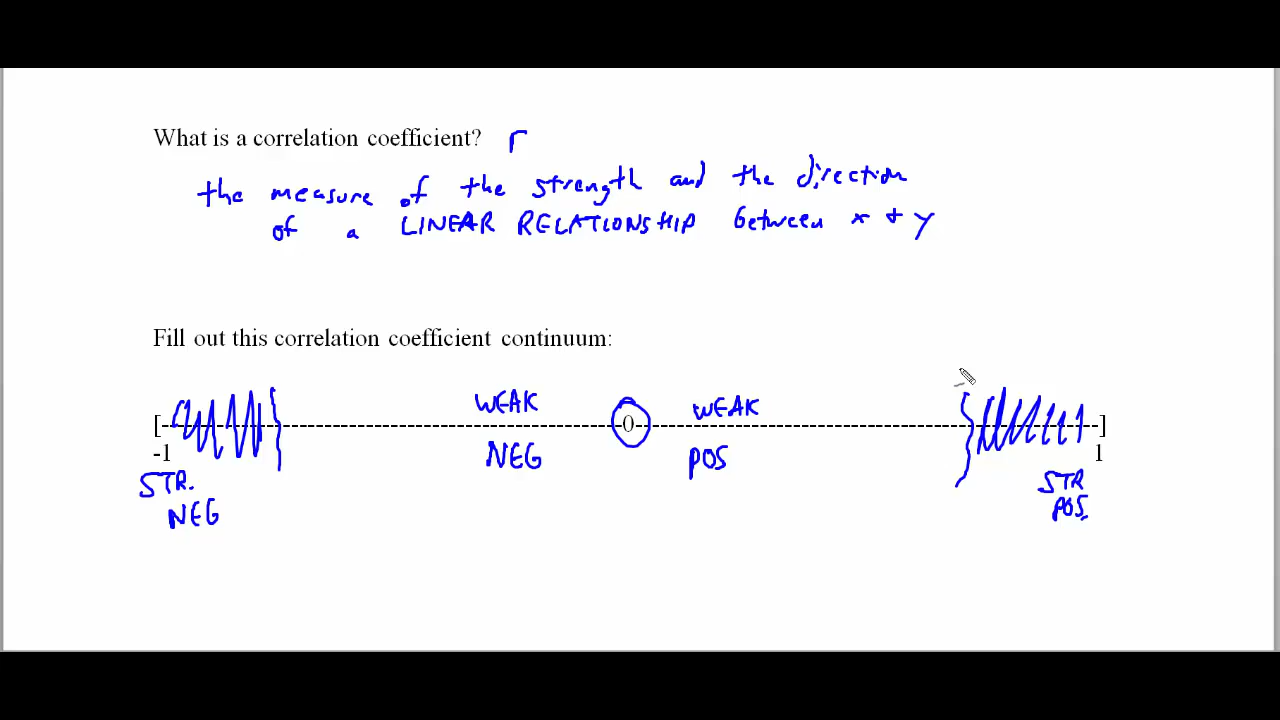 What is a correlation coefficient? r
the measure of the strength and the direction
of a LINEAR RELATIONSHIP between x + y
Fill out this correlation coefficient continuum:
WEAK WEAK
[------------------------0------------------------]
-1 NEG POS 1
STR. STR
NEG POS.